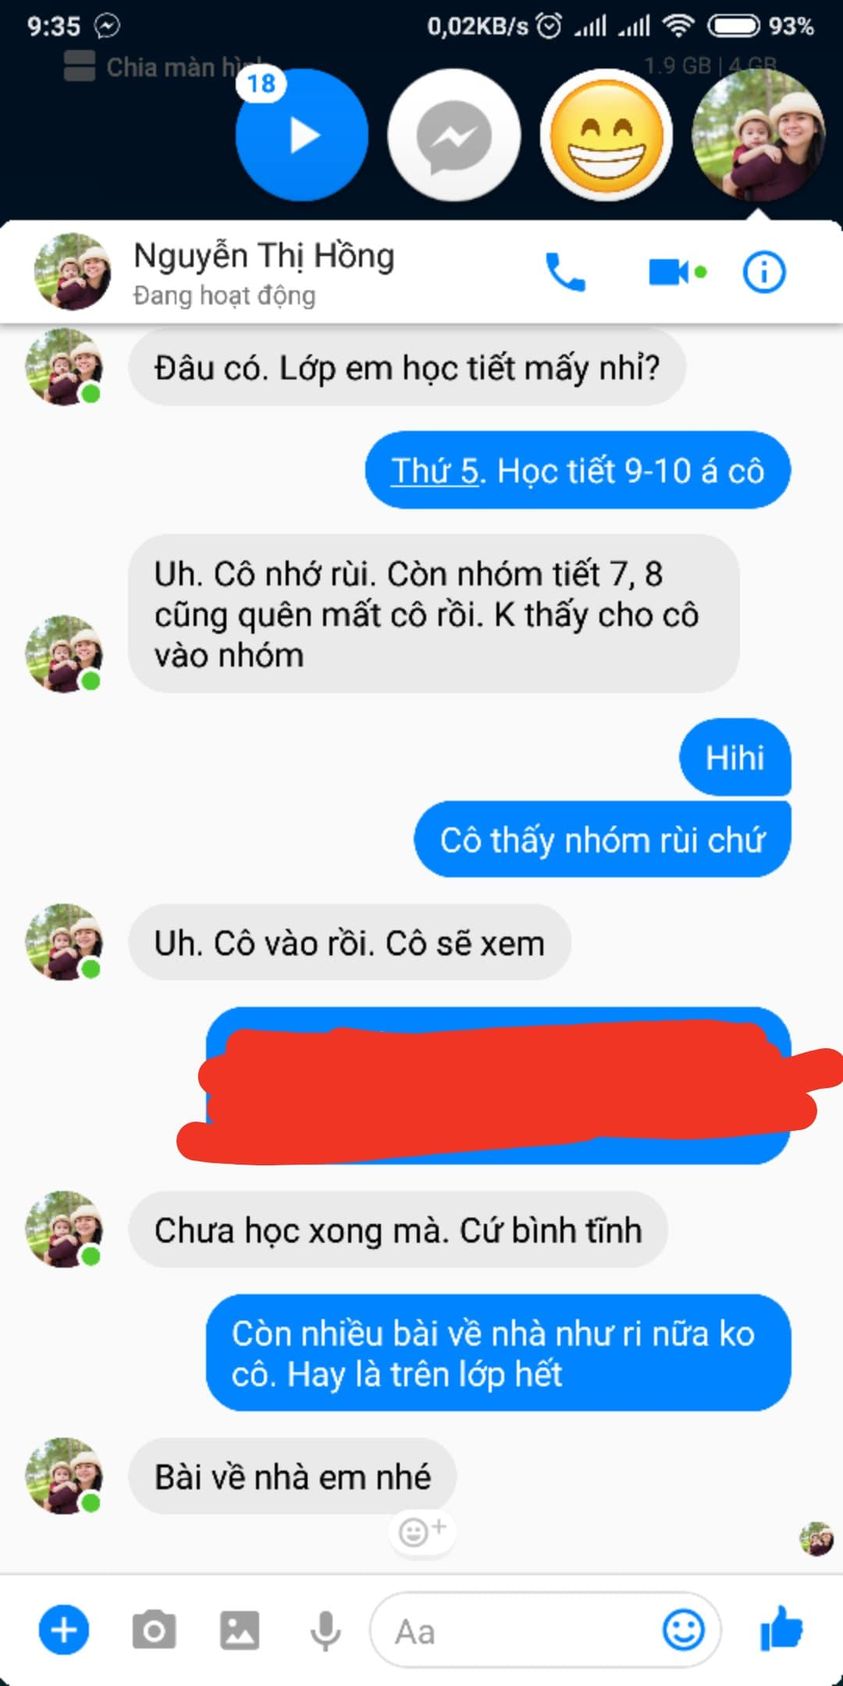 9:35
0,02KB/s
93%
Chia màn hình
1.9 GB | 4 GB
18
Nguyễn Thị Hồng
Đang hoạt động
Đâu có. Lớp em học tiết mấy nhỉ?
Thứ 5. Học tiết 9-10 á cô
Uh. Cô nhớ rùi. Còn nhóm tiết 7, 8
cũng quên mất cô rồi. K thấy cho cô
vào nhóm
Hihi
Cô thấy nhóm rùi chứ
Uh. Cô vào rồi. Cô sẽ xem
Chưa học xong mà. Cứ bình tĩnh
Còn nhiều bài về nhà như ri nữa ko
cô. Hay là trên lớp hết
Bài về nhà em nhé
Aa